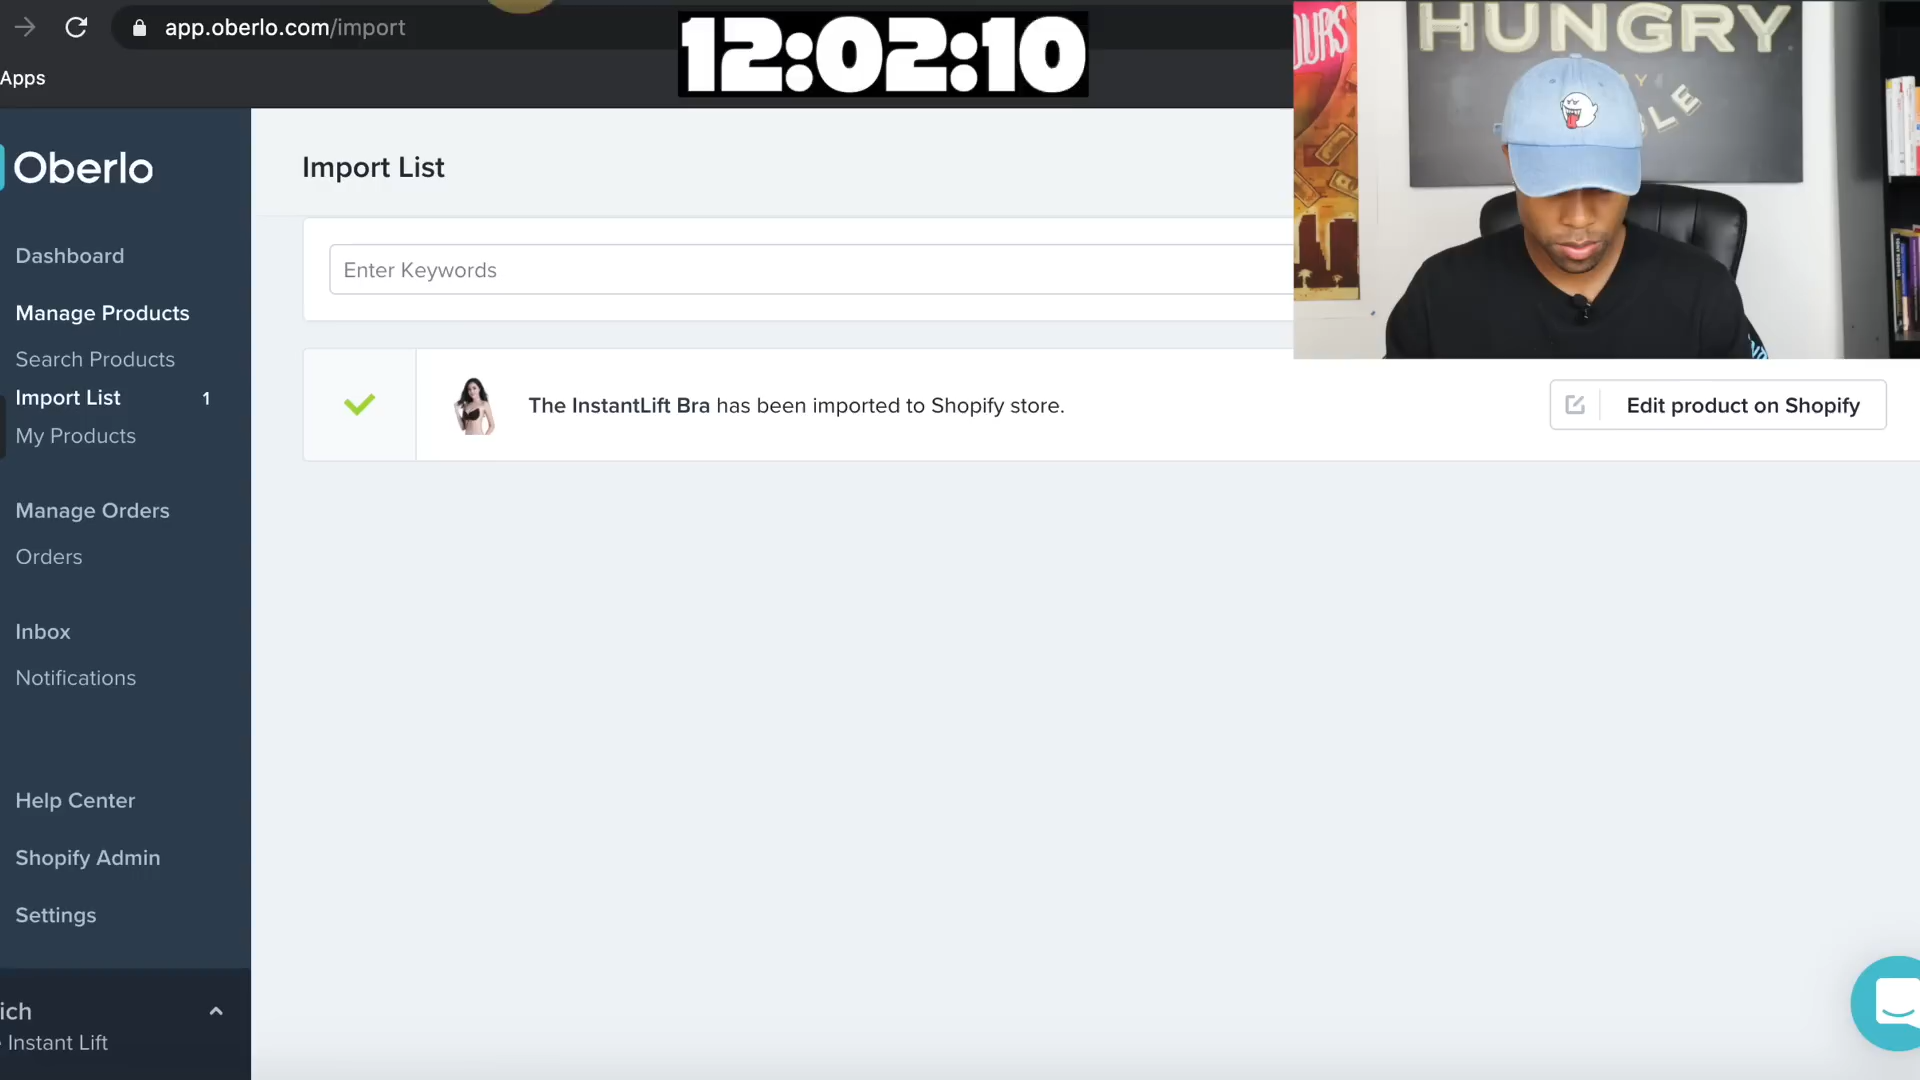 app.oberlo.com/import
12:02:10
Apps
HUNGRY
Oberlo
Import List
Dashboard
Enter Keywords
Manage Products
Search Products
Import List 1
My Products
The InstantLift Bra has been imported to Shopify store.
Edit product on Shopify
Manage Orders
Orders
Inbox
Notifications
Help Center
Shopify Admin
Settings
ich
Instant Lift